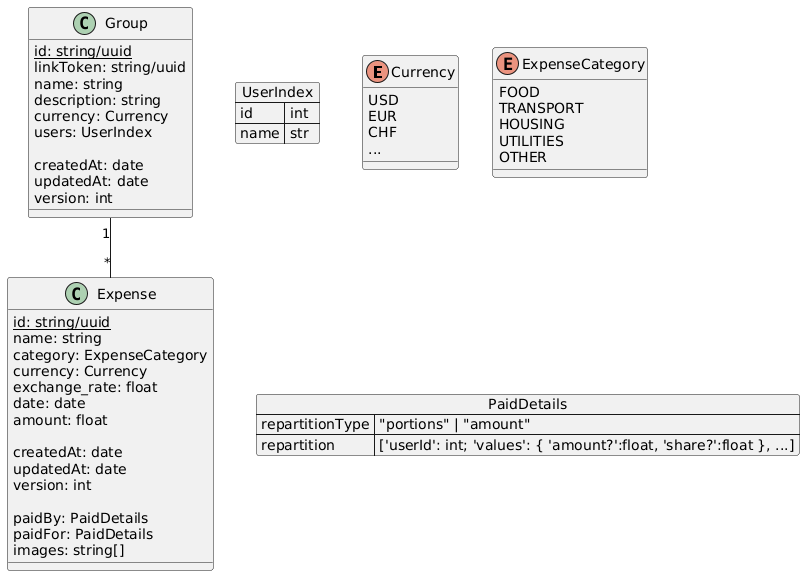 C Group
id: string/uuid
linkToken: string/uuid
name: string
description: string
currency: Currency
users: UserIndex
createdAt: date
updatedAt: date
version: int
UserIndex
id int
name str
E Currency
USD
EUR
CHF
...
E ExpenseCategory
FOOD
TRANSPORT
HOUSING
UTILITIES
OTHER
1
*
C Expense
id: string/uuid
name: string
category: ExpenseCategory
currency: Currency
exchange_rate: float
date: date
amount: float
createdAt: date
updatedAt: date
version: int
paidBy: PaidDetails
paidFor: PaidDetails
images: string[]
PaidDetails
repartitionType "portions" | "amount"
repartition ['userId': int; 'values': { 'amount?':float, 'share?':float }, ...]